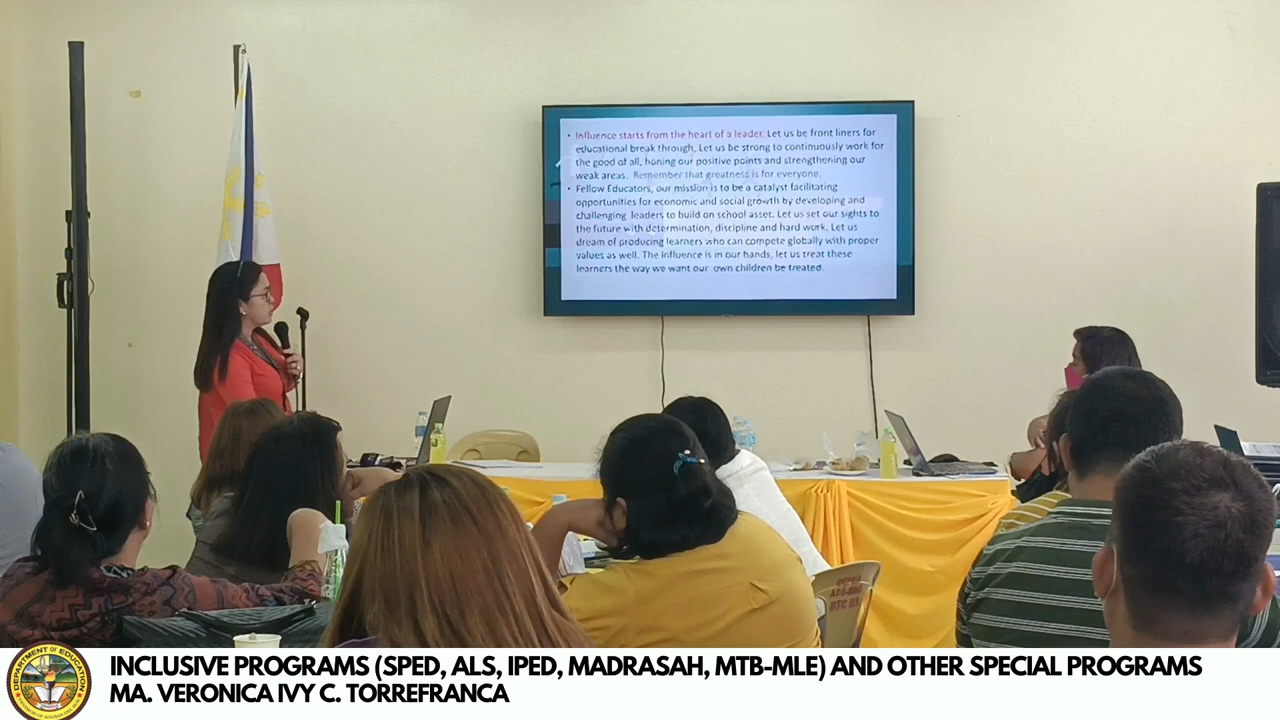 • Influence starts from the heart of a leader. Let us be front liners for
educational break through. Let us be strong to continuously work for
the good of all, honing our positive points and strengthening our
weak areas. Remember that greatness is for everyone.
• Fellow Educators, our mission is to be a catalyst facilitating
opportunities for economic and social growth by developing and
challenging leaders to build on school asset. Let us set our sights to
the future with determination, discipline and hard work. Let us
dream of producing learners who can compete globally with proper
values as well. The influence is in our hands, let us treat these
learners the way we want our own children be treated.
DEPARTMENT OF EDUCATION
INCLUSIVE PROGRAMS (SPED, ALS, IPED, MADRASAH, MTB-MLE) AND OTHER SPECIAL PROGRAMS
MA. VERONICA IVY C. TORREFRANCA